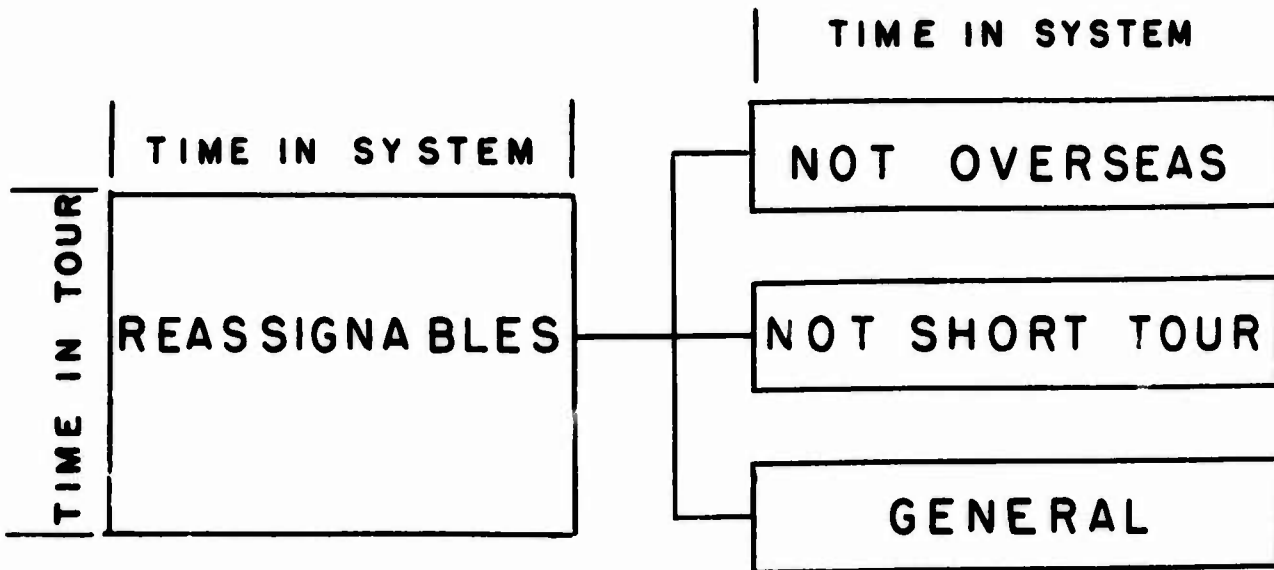 TIME IN SYSTEM
TIME IN SYSTEM
NOT OVERSEAS
TIME IN TOUR
REASSIGNABLES
NOT SHORT TOUR
GENERAL